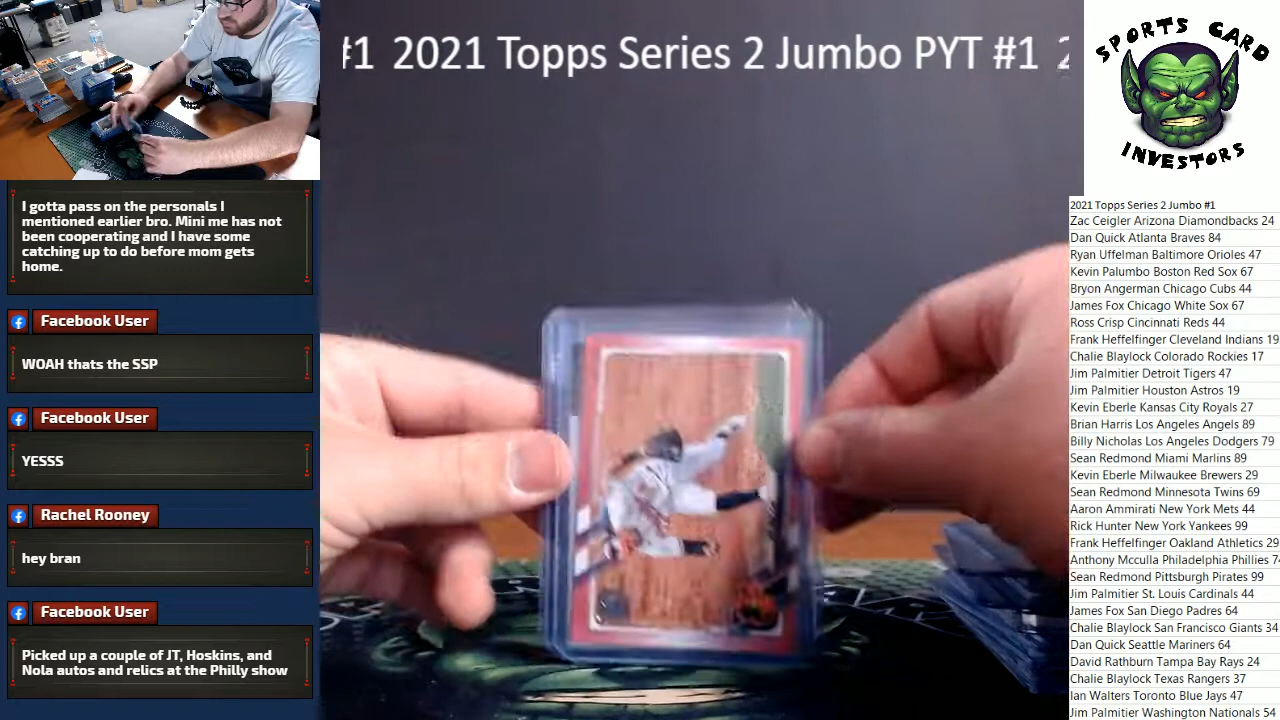 #1 2021 Topps Series 2 Jumbo PYT #1 2
SPORTS CARD
INVESTORS
I gotta pass on the personals I
mentioned earlier bro. Mini me has not
been cooperating and I have some
catching up to do before mom gets
home.
Facebook User
WOAH thats the SSP
Facebook User
YESSS
Rachel Rooney
hey bran
Facebook User
Picked up a couple of JT, Hoskins, and
Nola autos and relics at the Philly show
2021 Topps Series 2 Jumbo #1
Zac Ceigler Arizona Diamondbacks 24
Dan Quick Atlanta Braves 84
Ryan Uffelman Baltimore Orioles 47
Kevin Palumbo Boston Red Sox 67
Bryon Angerman Chicago Cubs 44
James Fox Chicago White Sox 67
Ross Crisp Cincinnati Reds 44
Frank Heffelfinger Cleveland Indians 19
Chalie Blaylock Colorado Rockies 17
Jim Palmitier Detroit Tigers 47
Jim Palmitier Houston Astros 19
Kevin Eberle Kansas City Royals 27
Brian Harris Los Angeles Angels 89
Billy Nicholas Los Angeles Dodgers 79
Sean Redmond Miami Marlins 89
Kevin Eberle Milwaukee Brewers 29
Sean Redmond Minnesota Twins 69
Aaron Ammirati New York Mets 44
Rick Hunter New York Yankees 99
Frank Heffelfinger Oakland Athletics 29
Anthony Mcculla Philadelphia Phillies 74
Sean Redmond Pittsburgh Pirates 99
Jim Palmitier St. Louis Cardinals 44
James Fox San Diego Padres 64
Chalie Blaylock San Francisco Giants 34
Dan Quick Seattle Mariners 64
David Rathburn Tampa Bay Rays 24
Chalie Blaylock Texas Rangers 37
Ian Walters Toronto Blue Jays 47
Jim Palmitier Washington Nationals 54